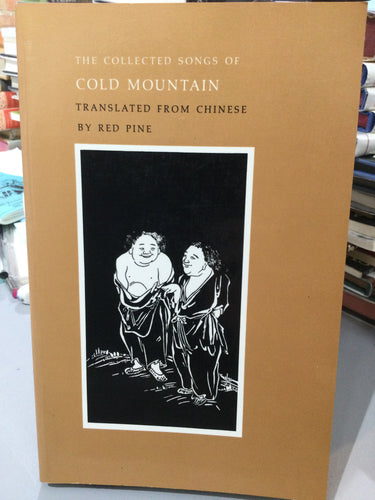 THE COLLECTED SONGS OF
COLD MOUNTAIN
TRANSLATED FROM CHINESE
BY RED PINE